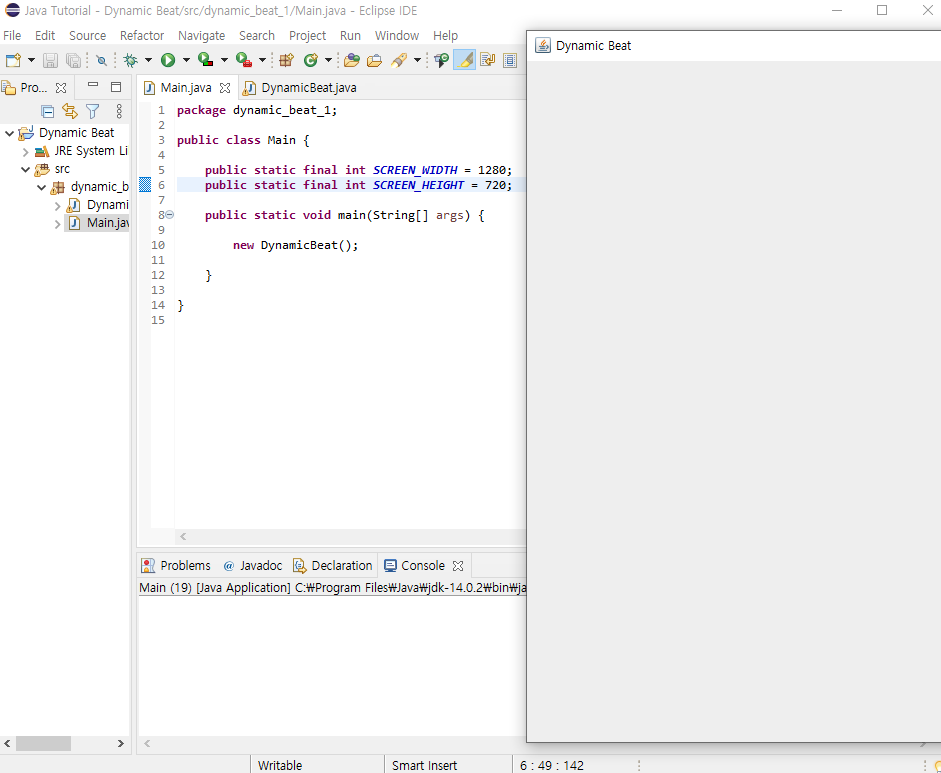 Java Tutorial - Dynamic Beat/src/dynamic_beat_1/Main.java - Eclipse IDE
File Edit Source Refactor Navigate Search Project Run Window Help
Dynamic Beat
Pro...
Main.java DynamicBeat.java
Dynamic Beat
JRE System Li
src
dynamic_b
Dynami
Main.jav
1 package dynamic_beat_1;
2
3 public class Main {
4
5 public static final int SCREEN_WIDTH = 1280;
6 public static final int SCREEN_HEIGHT = 720;
7
8 public static void main(String[] args) {
9
10 new DynamicBeat();
11
12 }
13
14 }
15
Problems @ Javadoc Declaration Console
Main (19) [Java Application] C:₩Program Files₩Java₩jdk-14.0.2₩bin₩ja
Writable Smart Insert 6 : 49 : 142